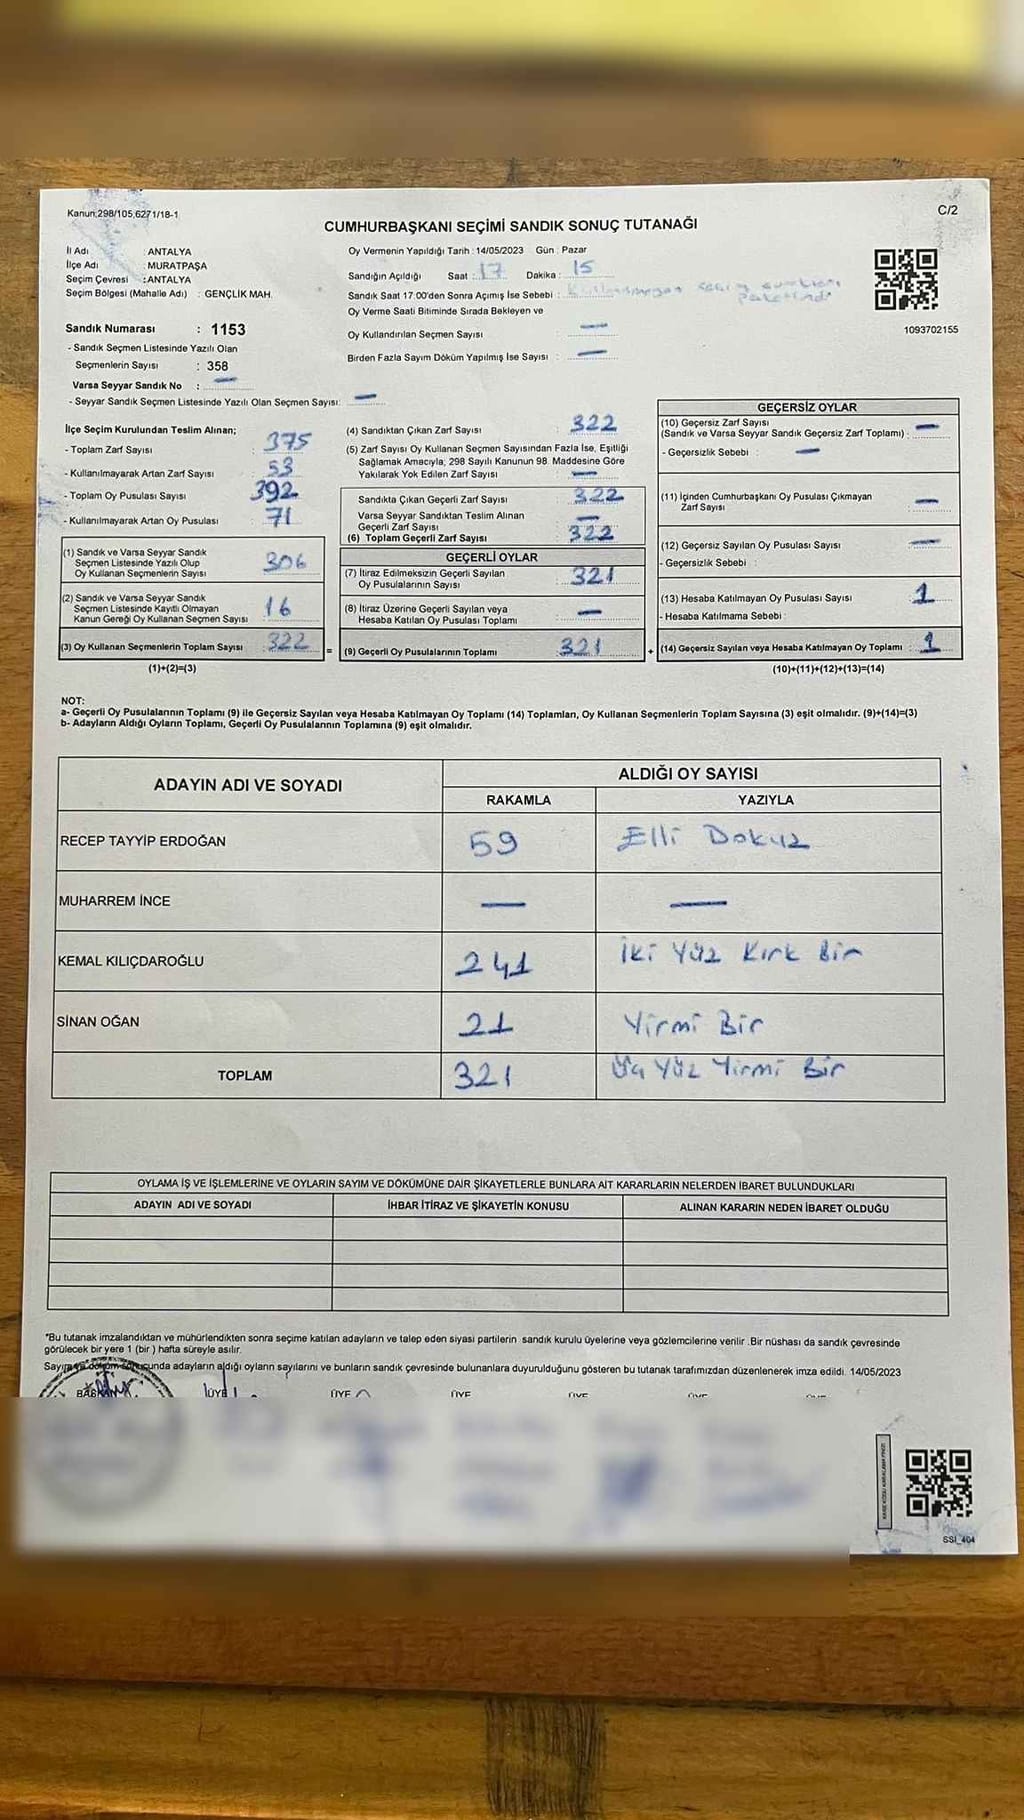 Kanun:298/105,6271/18-1
C/2
CUMHURBAŞKANI SEÇİMİ SANDIK SONUÇ TUTANAĞI
İl Adı : ANTALYA
İlçe Adı : MURATPAŞA
Seçim Çevresi : ANTALYA
Seçim Bölgesi (Mahalle Adı) : GENÇLİK MAH.
Sandık Numarası : 1153
- Sandık Seçmen Listesinde Yazılı Olan
Seçmenlerin Sayısı : 358
Varsa Seyyar Sandık No : —
- Seyyar Sandık Seçmen Listesinde Yazılı Olan Seçmen Sayısı: —
Oy Vermenin Yapıldığı Tarih : 14/05/2023 Gün : Pazar
Sandığın Açıldığı Saat : 17 Dakika : 15
Sandık Saat 17:00'den Sonra Açımış İse Sebebi :
Oy Verme Saati Bitiminde Sırada Bekleyen ve
Oy Kullandırılan Seçmen Sayısı : —
Birden Fazla Sayım Döküm Yapılmış İse Sayısı : —
1093702155
İlçe Seçim Kurulundan Teslim Alınan;
- Toplam Zarf Sayısı 375
- Kullanılmayarak Artan Zarf Sayısı 53
- Toplam Oy Pusulası Sayısı 392
- Kullanılmayarak Artan Oy Pusulası 71
(1) Sandık ve Varsa Seyyar Sandık
Seçmen Listesinde Yazılı Olup
Oy Kullanan Seçmenlerin Sayısı 306
(2) Sandık ve Varsa Seyyar Sandık
Seçmen Listesinde Kayıtlı Olmayan
Kanun Gereği Oy Kullanan Seçmen Sayısı 16
(3) Oy Kullanan Seçmenlerin Toplam Sayısı 322
(1)+(2)=(3)
(4) Sandıktan Çıkan Zarf Sayısı 322
(5) Zarf Sayısı Oy Kullanan Seçmen Sayısından Fazla İse, Eşitliği
Sağlamak Amacıyla; 298 Sayılı Kanunun 98. Maddesine Göre
Yakılarak Yok Edilen Zarf Sayısı —
Sandıkta Çıkan Geçerli Zarf Sayısı 322
Varsa Seyyar Sandıktan Teslim Alınan
Geçerli Zarf Sayısı —
(6) Toplam Geçerli Zarf Sayısı 322
GEÇERLİ OYLAR
(7) İtiraz Edilmeksizin Geçerli Sayılan
Oy Pusulalarının Sayısı 321
(8) İtiraz Üzerine Geçerli Sayılan veya
Hesaba Katılan Oy Pusulası Toplamı —
= (9) Geçerli Oy Pusulalarının Toplamı 321
GEÇERSİZ OYLAR
(10) Geçersiz Zarf Sayısı
(Sandık ve Varsa Seyyar Sandık Geçersiz Zarf Toplamı) : —
- Geçersizlik Sebebi : —
(11) İçinden Cumhurbaşkanı Oy Pusulası Çıkmayan
Zarf Sayısı —
(12) Geçersiz Sayılan Oy Pusulası Sayısı —
- Geçersizlik Sebebi :
(13) Hesaba Katılmayan Oy Pusulası Sayısı 1
- Hesaba Katılmama Sebebi :
+ (14) Geçersiz Sayılan veya Hesaba Katılmayan Oy Toplamı : 1
(10)+(11)+(12)+(13)=(14)
NOT:
a- Geçerli Oy Pusulalarının Toplamı (9) ile Geçersiz Sayılan veya Hesaba Katılmayan Oy Toplamı (14) Toplamları, Oy Kullanan Seçmenlerin Toplam Sayısına (3) eşit olmalıdır. (9)+(14)=(3)
b- Adayların Aldığı Oyların Toplamı, Geçerli Oy Pusulalarının Toplamına (9) eşit olmalıdır.
ADAYIN ADI VE SOYADI ALDIĞI OY SAYISI
RAKAMLA YAZIYLA
RECEP TAYYİP ERDOĞAN 59 Elli Dokuz
MUHARREM İNCE — —
KEMAL KILIÇDAROĞLU 241 İki Yüz Kırk Bir
SİNAN OĞAN 21 Yirmi Bir
TOPLAM 321 Yüz Yirmi Bir
OYLAMA İŞ VE İŞLEMLERİNE VE OYLARIN SAYIM VE DÖKÜMÜNE DAİR ŞİKAYETLERLE BUNLARA AİT KARARLARIN NELERDEN İBARET BULUNDUKLARI
ADAYIN ADI VE SOYADI İHBAR İTİRAZ VE ŞİKAYETİN KONUSU ALINAN KARARIN NEDEN İBARET OLDUĞU
*Bu tutanak imzalandıktan ve mühürlendikten sonra seçime katılan adayların ve talep eden siyasi partilerin sandık kurulu üyelerine veya gözlemcilerine verilir .Bir nüshası da sandık çevresinde
görülecek bir yere 1 (bir ) hafta süreyle asılır.
Sayım ve döküm sonucunda adayların aldığı oyların sayılarını ve bunların sandık çevresinde bulunanlara duyurulduğunu gösteren bu tutanak tarafımızdan düzenlenerek imza edildi. 14/05/2023
BAŞKAN ÜYE ÜYE ÜYE ÜYE ÜYE ÜYE
SSİ_404